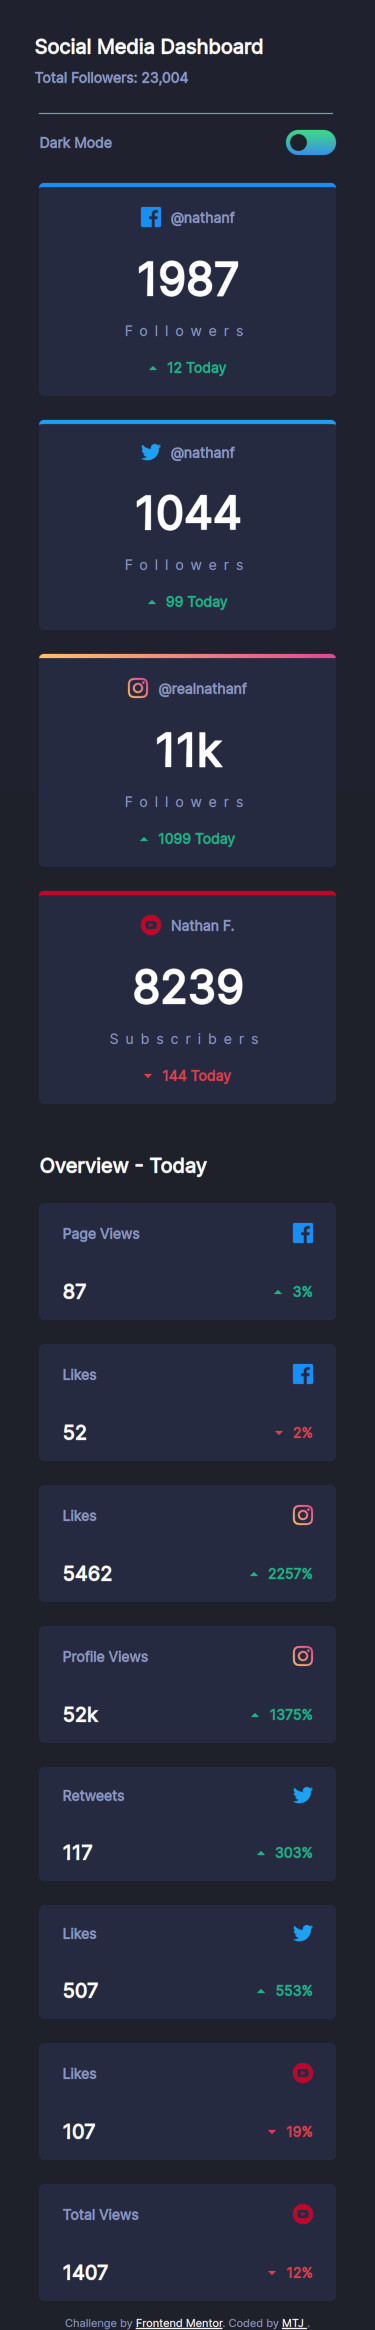 Social Media Dashboard
Total Followers: 23,004
Dark Mode
@nathanf
1987
Followers
12 Today
@nathanf
1044
Followers
99 Today
@realnathanf
11k
Followers
1099 Today
Nathan F.
8239
Subscribers
144 Today
Overview - Today
Page Views
87 3%
Likes
52 2%
Likes
5462 2257%
Profile Views
52k 1375%
Retweets
117 303%
Likes
507 553%
Likes
107 19%
Total Views
1407 12%
Challenge by Frontend Mentor. Coded by MTJ .